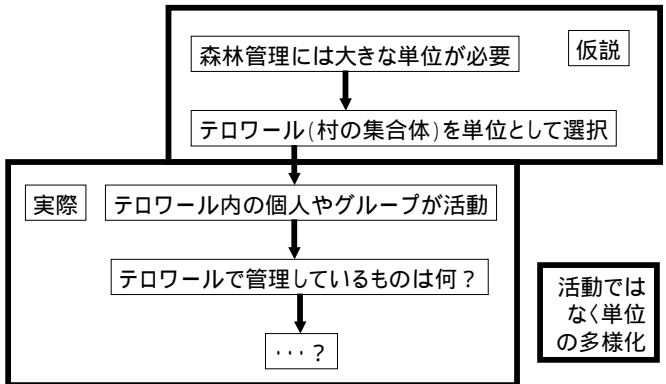 森林管理には大きな単位が必要
仮説
テロワール(村の集合体)を単位として選択
実際
テロワール内の個人やグループが活動
テロワールで管理しているものは何？
･･･？
活動では
なく単位
の多様化